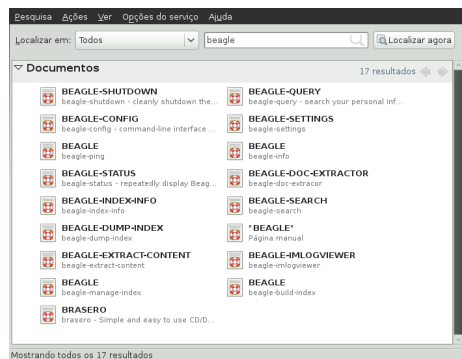 Pesquisa Ações Ver Opções do serviço Ajuda
Localizar em: Todos beagle Localizar agora
Documentos 17 resultados
BEAGLE-SHUTDOWN
beagle-shutdown - cleanly shutdown the...
BEAGLE-QUERY
beagle-query - search your personal inf...
BEAGLE-CONFIG
beagle-config - command-line interface ...
BEAGLE-SETTINGS
beagle-settings
BEAGLE
beagle-ping
BEAGLE
beagle-info
BEAGLE-STATUS
beagle-status - repeatedly display Beag...
BEAGLE-DOC-EXTRACTOR
beagle-doc-extracor
BEAGLE-INDEX-INFO
beagle-index-info
BEAGLE-SEARCH
beagle-search
BEAGLE-DUMP-INDEX
beagle-dump-index
"BEAGLE"
Página manual
BEAGLE-EXTRACT-CONTENT
beagle-extract-content
BEAGLE-IMLOGVIEWER
beagle-imlogviewer
BEAGLE
beagle-manage-index
BEAGLE
beagle-build-index
BRASERO
brasero - Simple and easy to use CD/D...
Mostrando todos os 17 resultados